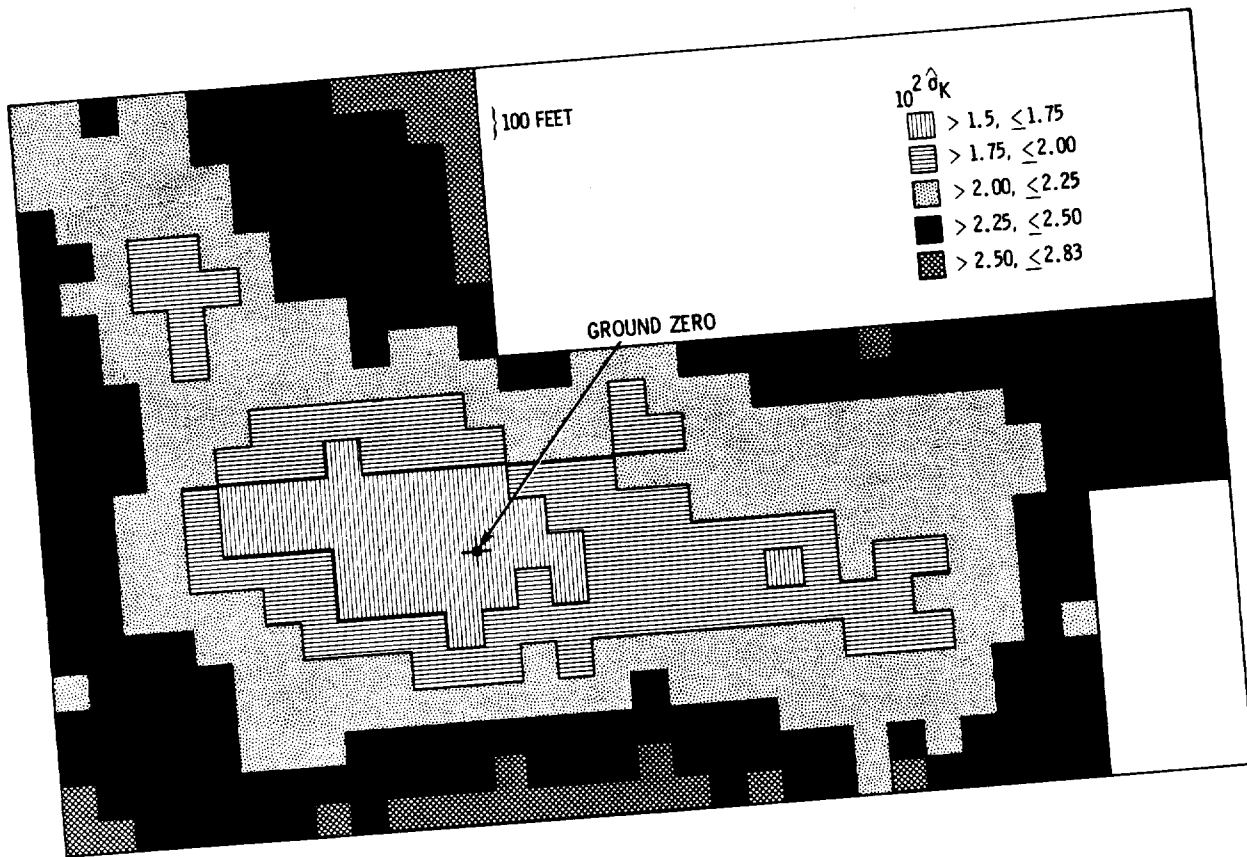 } 100 FEET
10² σ̂K
> 1.5, ≤1.75
> 1.75, ≤2.00
> 2.00, ≤2.25
> 2.25, ≤2.50
> 2.50, ≤2.83
GROUND ZERO